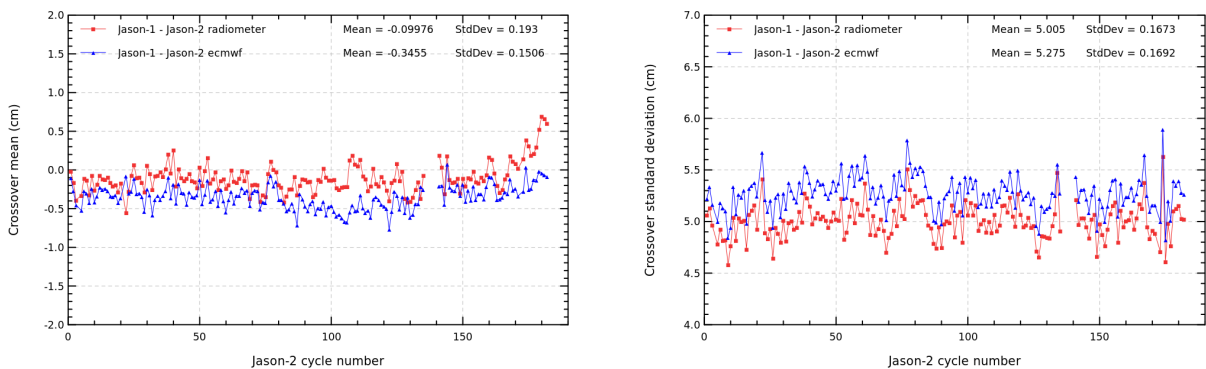 Crossover mean (cm)
2.0
1.5
1.0
0.5
0.0
-0.5
-1.0
-1.5
-2.0
Jason-1 - Jason-2 radiometer Mean = -0.09976 StdDev = 0.193
Jason-1 - Jason-2 ecmwf Mean = -0.3455 StdDev = 0.1506
0 50 100 150
Jason-2 cycle number
Crossover standard deviation (cm)
7.0
6.5
6.0
5.5
5.0
4.5
4.0
Jason-1 - Jason-2 radiometer Mean = 5.005 StdDev = 0.1673
Jason-1 - Jason-2 ecmwf Mean = 5.275 StdDev = 0.1692
0 50 100 150
Jason-2 cycle number